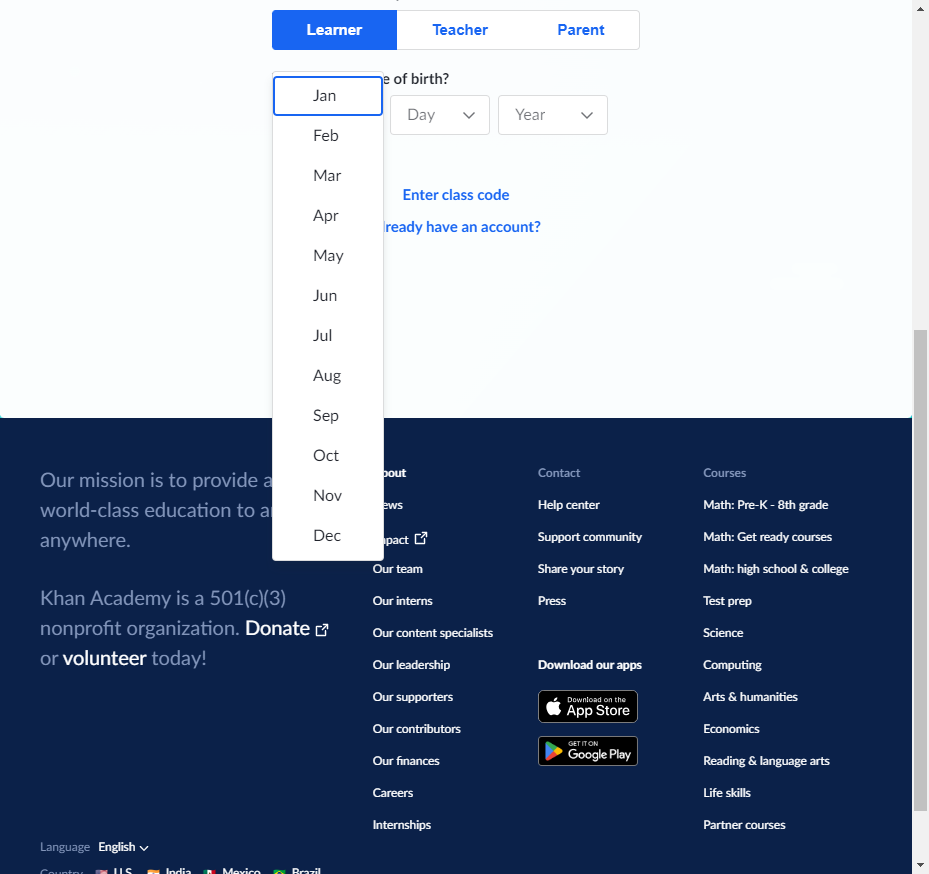 Learner Teacher Parent
e of birth?
Jan
Feb
Mar
Apr
May
Jun
Jul
Aug
Sep
Oct
Nov
Dec
Day Year
Enter class code
lready have an account?
Our mission is to provide a
world-class education to a
anywhere.
Khan Academy is a 501(c)(3)
nonprofit organization. Donate
or volunteer today!
bout
ews
mpact
Our team
Our interns
Our content specialists
Our leadership
Our supporters
Our contributors
Our finances
Careers
Internships
Contact
Help center
Support community
Share your story
Press
Download our apps
Download on the
App Store
GET IT ON
Google Play
Courses
Math: Pre-K - 8th grade
Math: Get ready courses
Math: high school & college
Test prep
Science
Computing
Arts & humanities
Economics
Reading & language arts
Life skills
Partner courses
Language English
Country U.S. India Mexico Brazil